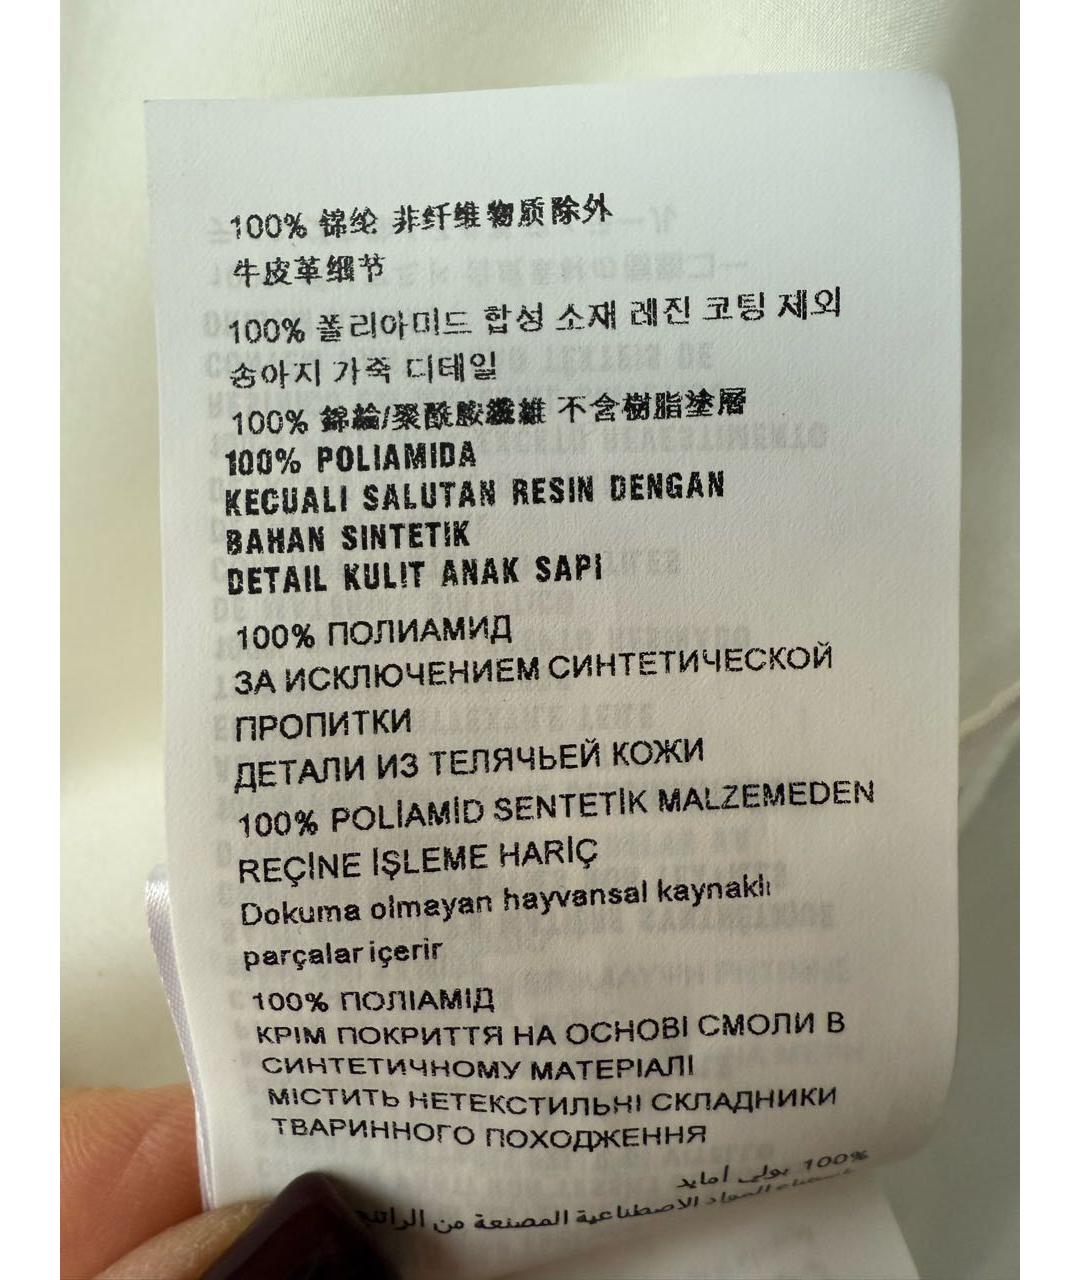 100% 锦纶 非纤维物质除外
牛皮革细节
100% 폴리아미드 합성 소재 레진 코팅 제외
송아지 가죽 디테일
100% 錦綸/聚酰胺纖維 不含樹脂塗層
100% POLIAMIDA
KECUALI SALUTAN RESIN DENGAN
BAHAN SINTETIK
DETAIL KULIT ANAK SAPI
100% ПОЛИАМИД
ЗА ИСКЛЮЧЕНИЕМ СИНТЕТИЧЕСКОЙ
ПРОПИТКИ
ДЕТАЛИ ИЗ ТЕЛЯЧЬЕЙ КОЖИ
100% POLİAMİD SENTETİK MALZEMEDEN
REÇİNE İŞLEME HARİÇ
Dokuma olmayan hayvansal kaynaklı
parçalar içerir
100% ПОЛІАМІД
КРІМ ПОКРИТТЯ НА ОСНОВІ СМОЛИ В
СИНТЕТИЧНОМУ МАТЕРІАЛІ
МІСТИТЬ НЕТЕКСТИЛЬНІ СКЛАДНИКИ
ТВАРИННОГО ПОХОДЖЕННЯ
100% بولي أمايد
المواد الاصطناعية المصنعة من